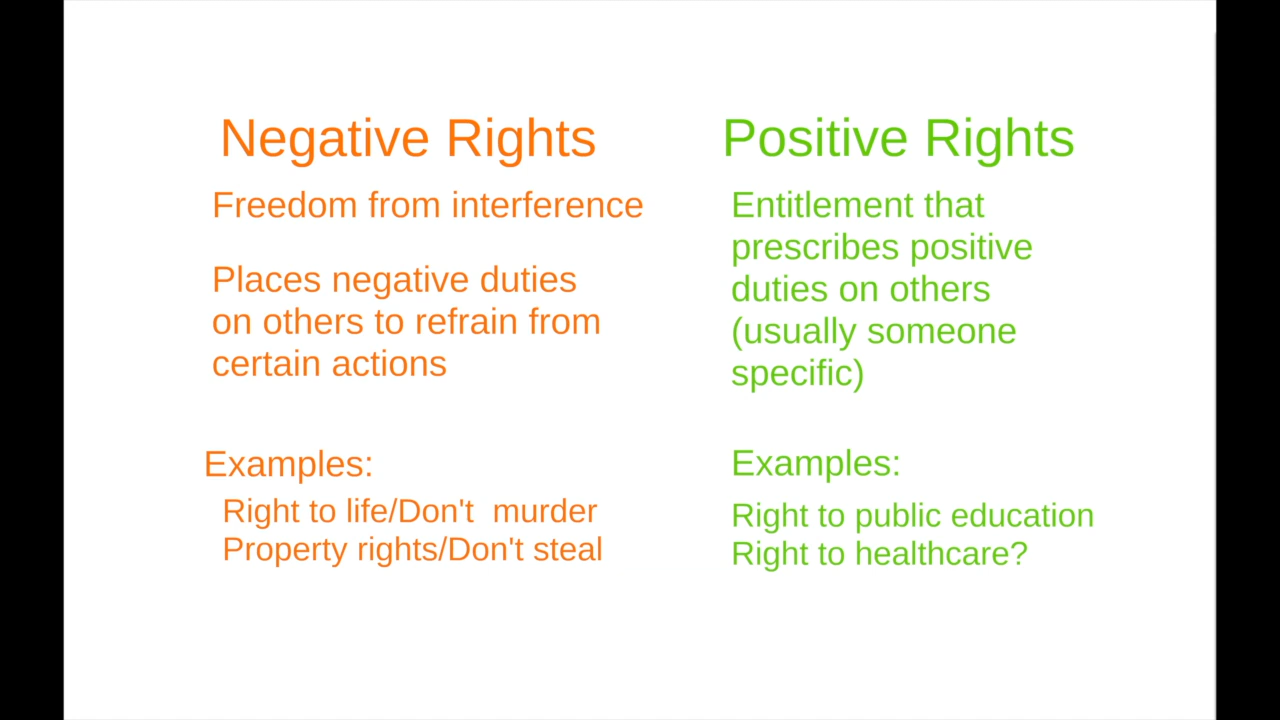 Negative Rights
Freedom from interference
Places negative duties
on others to refrain from
certain actions
Examples:
Right to life/Don't  murder
Property rights/Don't steal
Positive Rights
Entitlement that
prescribes positive
duties on others
(usually someone
specific)
Examples:
Right to public education
Right to healthcare?